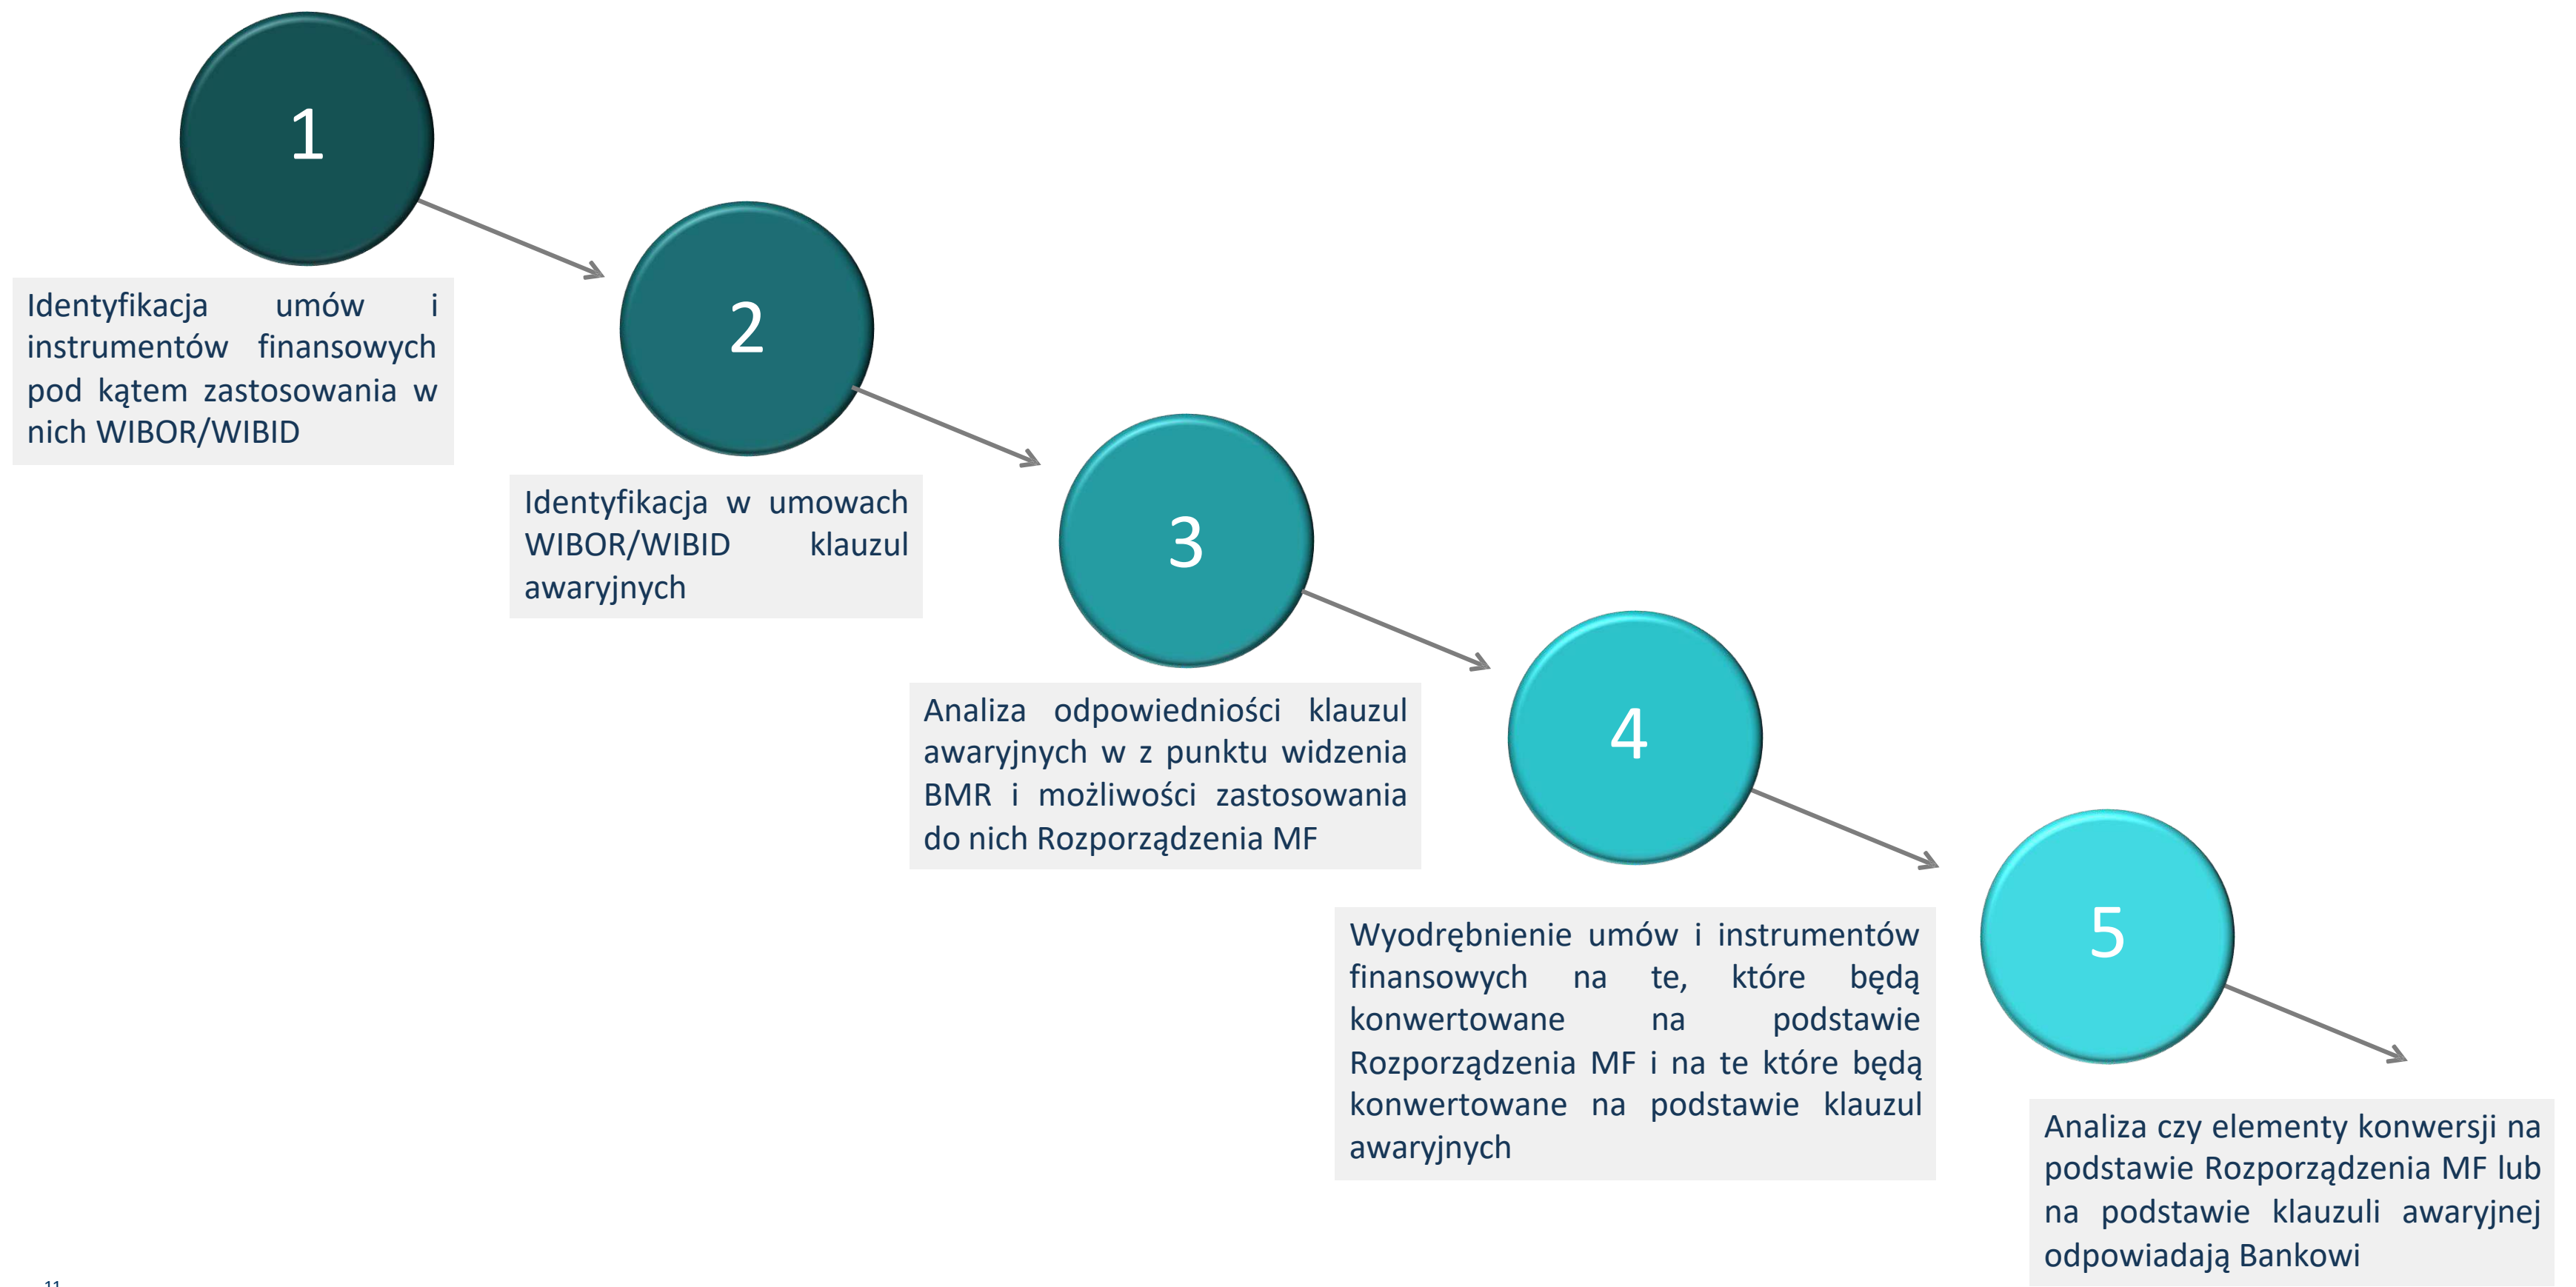 1
Identyfikacja umów i
instrumentów finansowych
pod kątem zastosowania w
nich WIBOR/WIBID
2
Identyfikacja w umowach
WIBOR/WIBID klauzul
awaryjnych
3
Analiza odpowiedniości klauzul
awaryjnych w z punktu widzenia
BMR i możliwości zastosowania
do nich Rozporządzenia MF
4
Wyodrębnienie umów i instrumentów
finansowych na te, które będą
konwertowane na podstawie
Rozporządzenia MF i na te które będą
konwertowane na podstawie klauzul
awaryjnych
5
Analiza czy elementy konwersji na
podstawie Rozporządzenia MF lub
na podstawie klauzuli awaryjnej
odpowiadają Bankowi
11